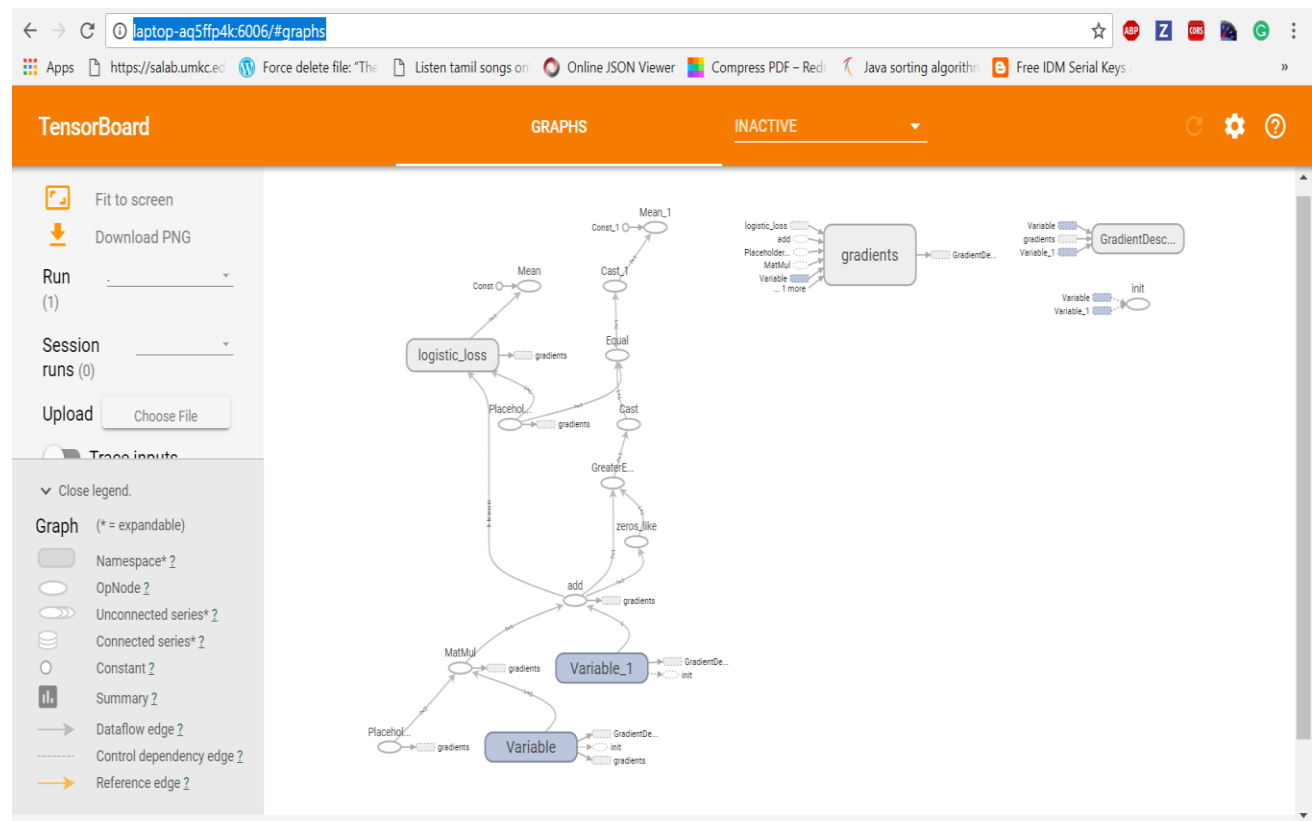 laptop-aq5ffp4k:6006/#graphs
ABP Z CORS G
Apps https://salab.umkc.ed Force delete file: "The Listen tamil songs on Online JSON Viewer Compress PDF – Redu Java sorting algorithm Free IDM Serial Keys »
TensorBoard GRAPHS INACTIVE
Fit to screen
Download PNG
Run .
(1)
Session
runs (0)
Upload Choose File
Trace inputs
Close legend.
Graph (* = expandable)
Namespace* ?
OpNode ?
Unconnected series* ?
Connected series* ?
Constant ?
Summary ?
Dataflow edge ?
Control dependency edge ?
Reference edge ?
Mean_1
Const_1
Mean
Const
Cast_1
Equal
logistic_loss gradients
Placehol...
gradients
Cast
GreaterE...
zeros_like
add
gradients
MatMul
gradients
Variable_1 GradientDe...
init
Placehol...
gradients
Variable GradientDe...
init
gradients
logistic_loss
add
Placeholder...
MatMul
Variable
... 1 more
gradients
GradientDe...
Variable
gradients
Variable_1
GradientDesc...
init
Variable
Variable_1